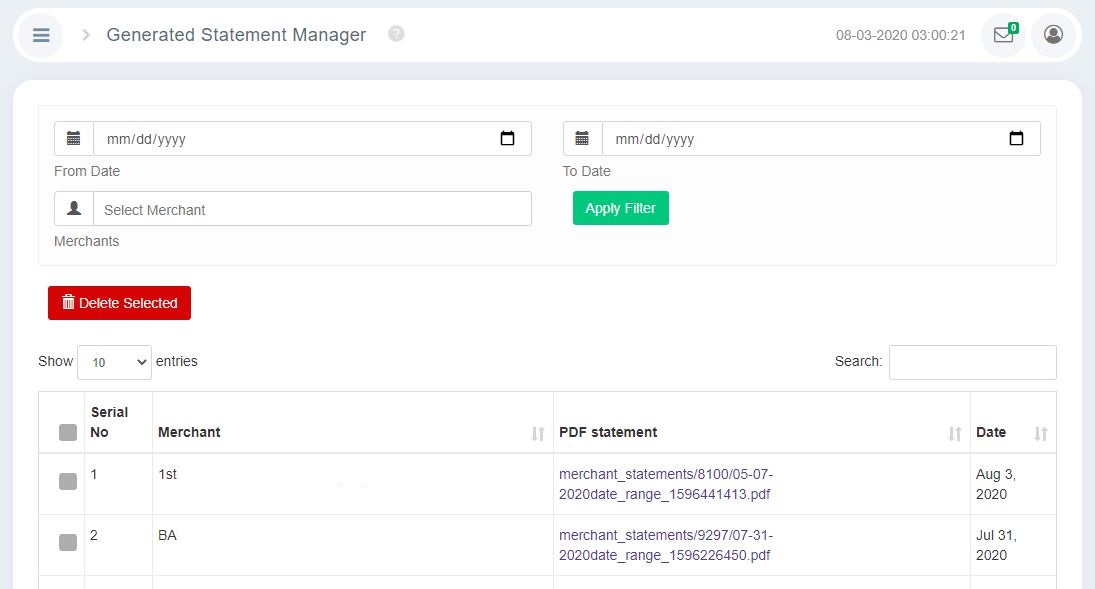 Generated Statement Manager ?
08-03-2020 03:00:21
0
mm/dd/yyyy
mm/dd/yyyy
From Date
To Date
Select Merchant
Apply Filter
Merchants
Delete Selected
Show 10 entries
Search:
Serial
No
Merchant
PDF statement
Date
1
1st
merchant_statements/8100/05-07-
2020date_range_1596441413.pdf
Aug 3,
2020
2
BA
merchant_statements/9297/07-31-
2020date_range_1596226450.pdf
Jul 31,
2020